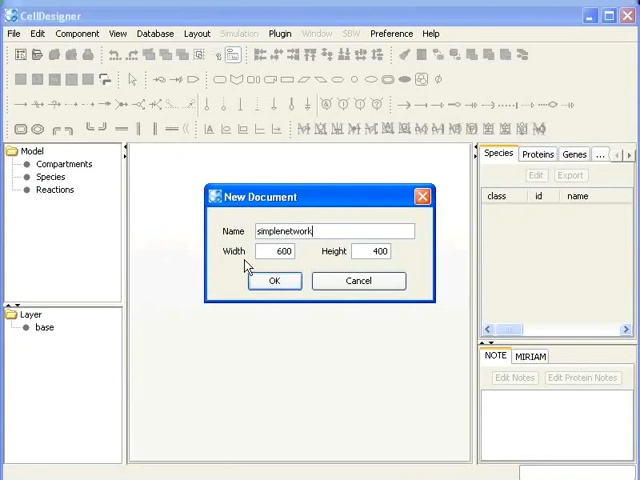 CellDesigner
File Edit Component View Database Layout Simulation Plugin Window SBW Preference Help
Model
Compartments
Species
Reactions
Layer
base
New Document
Name simplenetwork
Width 600 Height 400
OK Cancel
Species Proteins Genes ...
Edit Export
class id name
NOTE MIRIAM
Edit Notes Edit Protein Notes